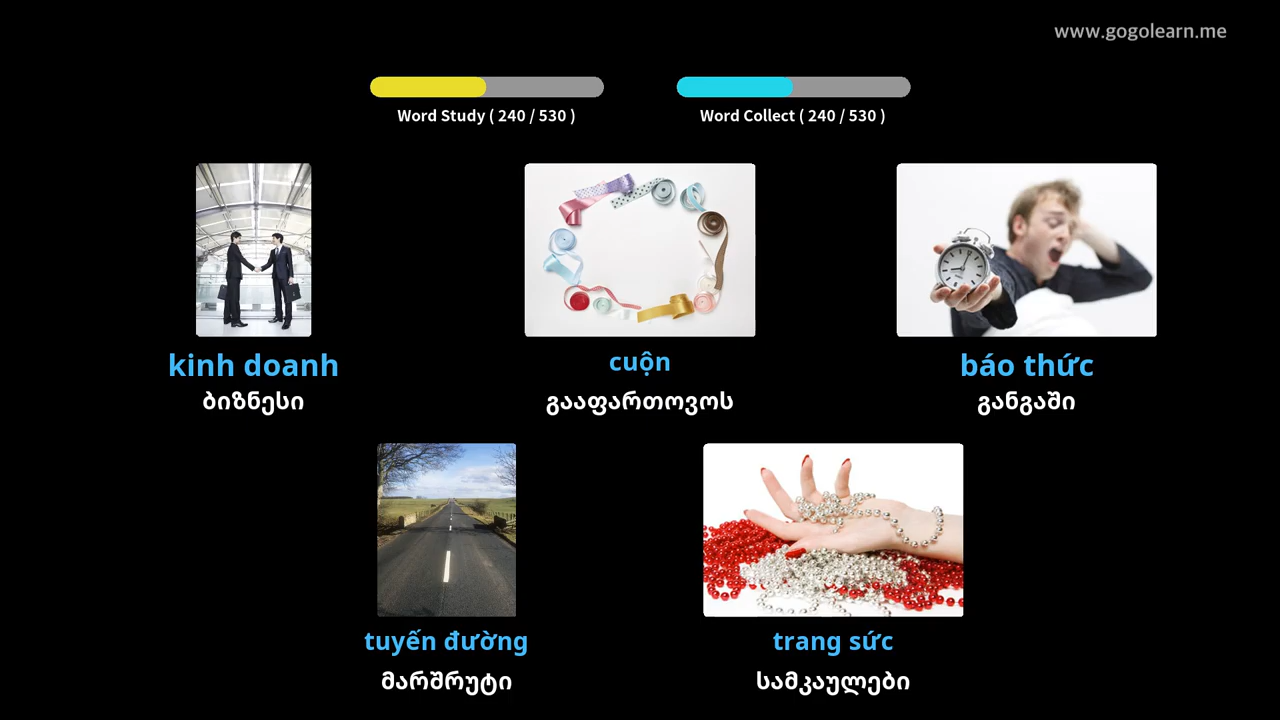 www.gogolearn.me
Word Study ( 240 / 530 )
Word Collect ( 240 / 530 )
kinh doanh
ბიზნესი
cuộn
გააფართოვოს
báo thức
განგაში
tuyến đường
მარშრუტი
trang sức
სამკაულები